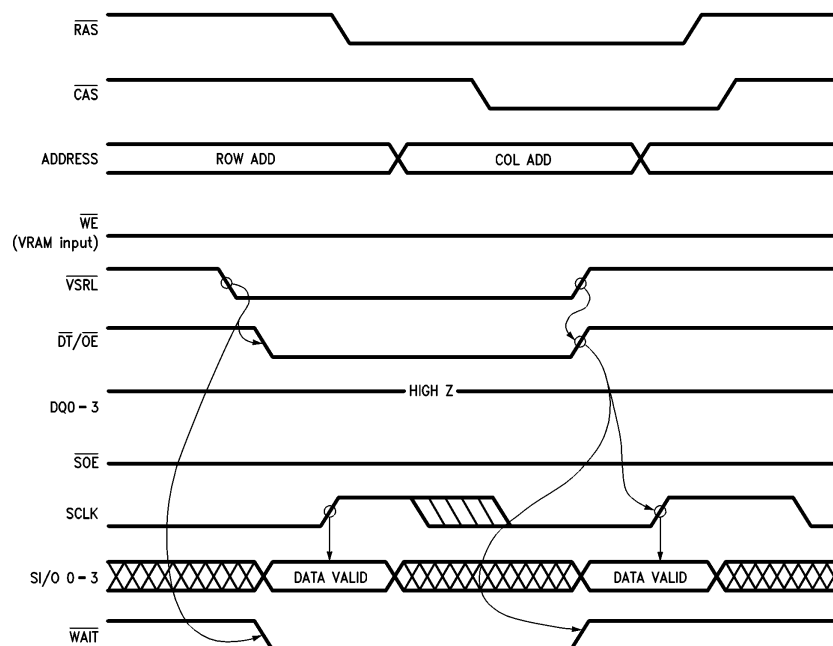 RAS
CAS
ADDRESS ROW ADD COL ADD
WE
(VRAM input)
VSRL
DT/OE
HIGH Z
DQ0-3
SOE
SCLK
SI/O 0-3 DATA VALID DATA VALID
WAIT